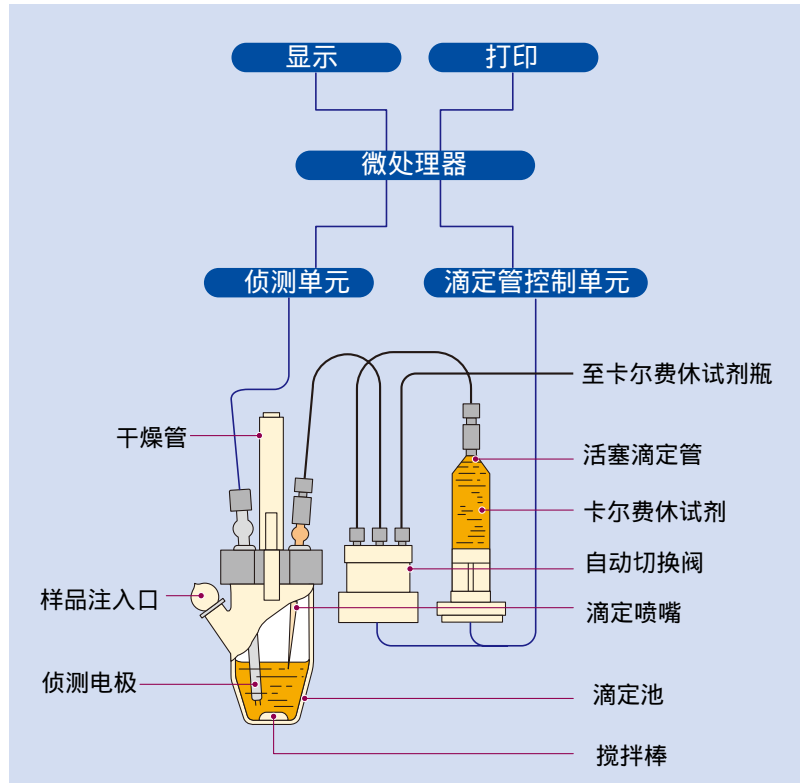 显示
打印
微处理器
侦测单元
滴定管控制单元
至卡尔费休试剂瓶
干燥管
活塞滴定管
卡尔费休试剂
自动切换阀
样品注入口
滴定喷嘴
侦测电极
滴定池
搅拌棒